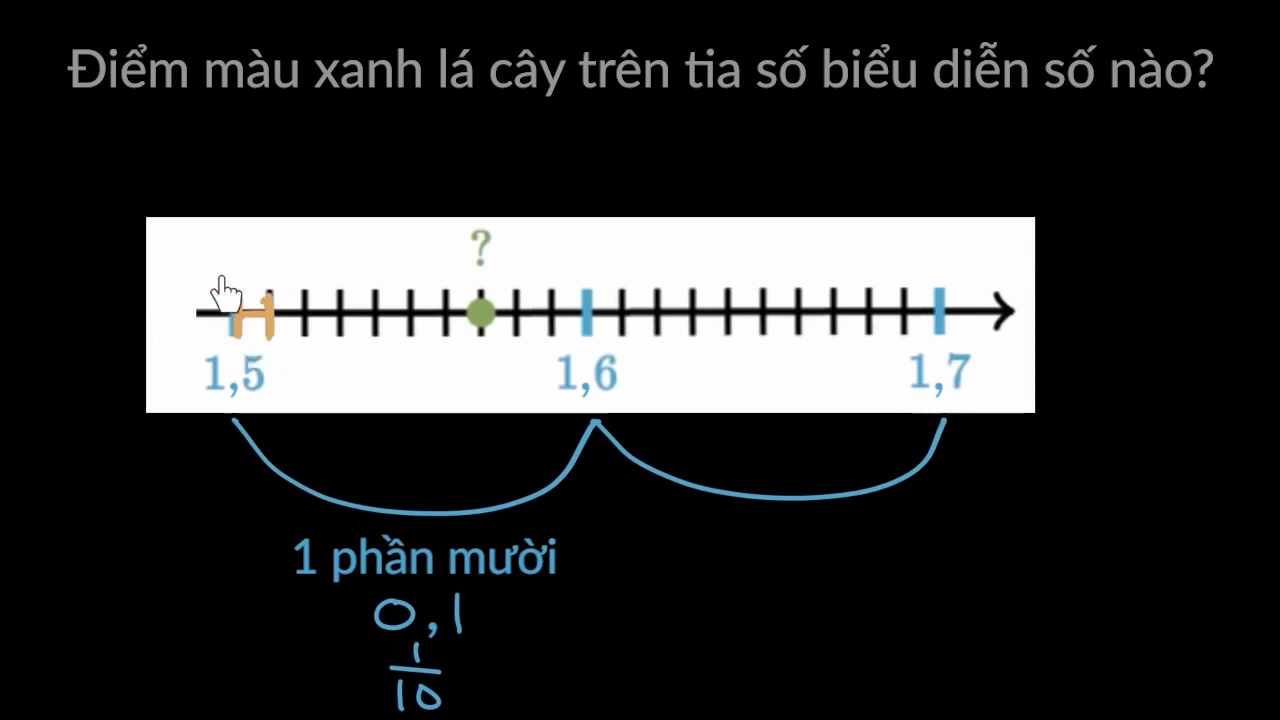 Điểm màu xanh lá cây trên tia số biểu diễn số nào?
?
1,5 1,6 1,7
1 phần mười
0,1
1
10